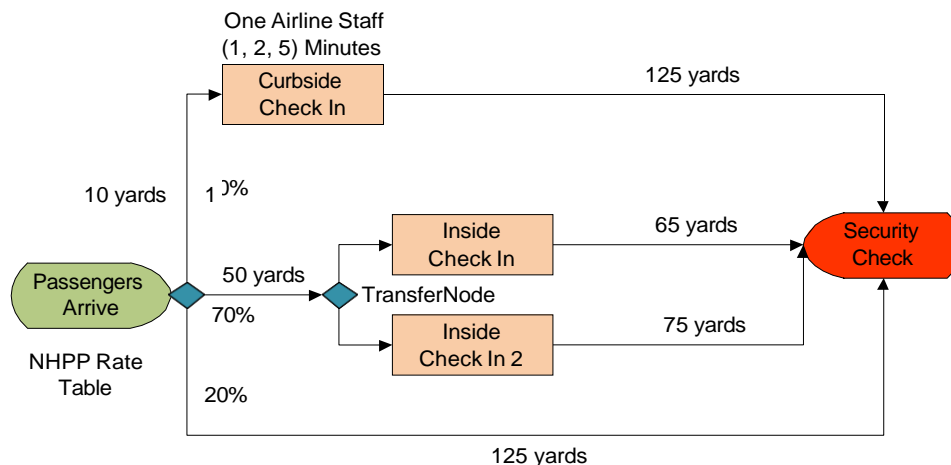 One Airline Staff
(1, 2, 5) Minutes
Curbside
Check In
125 yards
10 yards
10%
Inside
Check In
65 yards
Security
Check
50 yards
Passengers
Arrive
TransferNode
70%
Inside
Check In 2
75 yards
NHPP Rate
Table
20%
125 yards